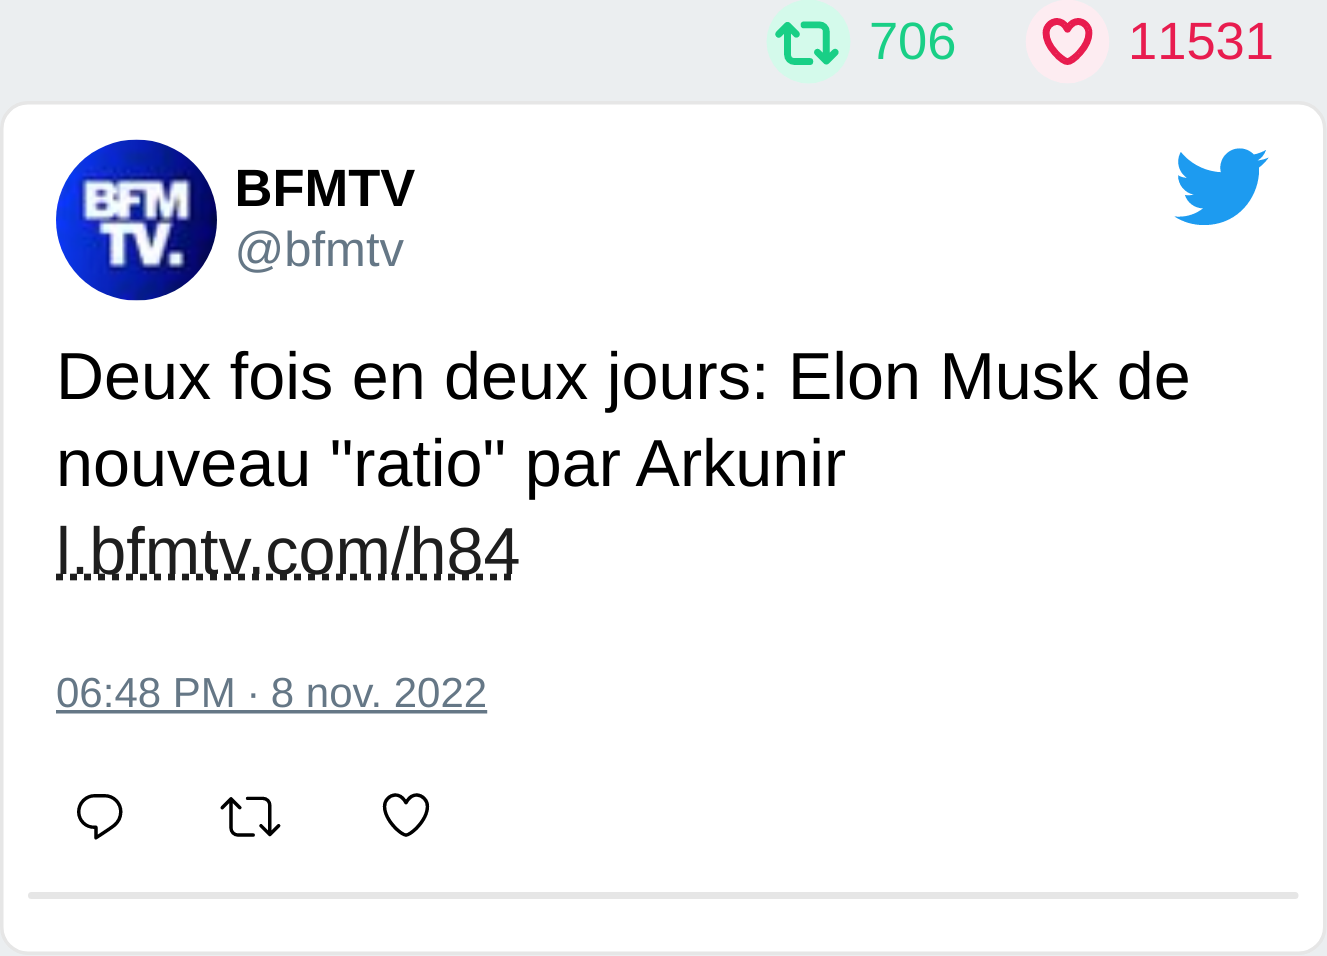 706 11531
BFM
TV.
BFMTV
@bfmtv
Deux fois en deux jours: Elon Musk de
nouveau "ratio" par Arkunir
l.bfmtv.com/h84
06:48 PM · 8 nov. 2022